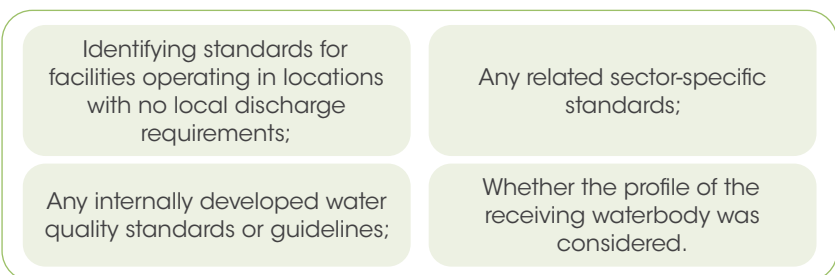 Identifying standards for
facilities operating in locations
with no local discharge
requirements;
Any related sector-specific
standards;
Any internally developed water
quality standards or guidelines;
Whether the profile of the
receiving waterbody was
considered.